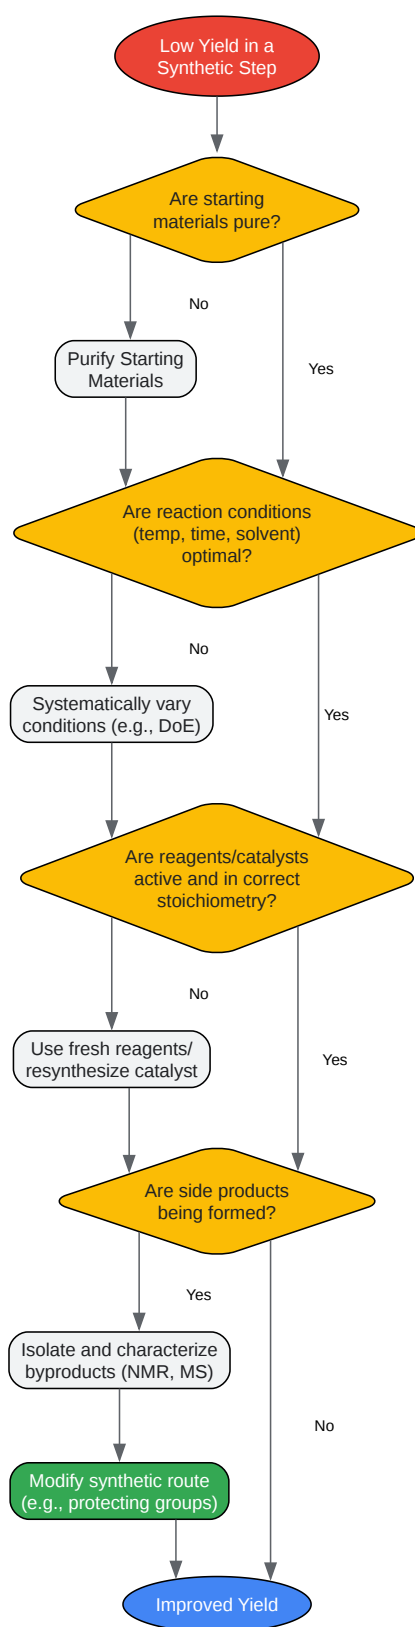 Low Yield in a
Synthetic Step
Are starting
materials pure?
No
Purify Starting
Materials
Yes
Are reaction conditions
(temp, time, solvent)
optimal?
No
Systematically vary
conditions (e.g., DoE)
Yes
Are reagents/catalysts
active and in correct
stoichiometry?
No
Use fresh reagents/
resynthesize catalyst
Yes
Are side products
being formed?
Yes
Isolate and characterize
byproducts (NMR, MS)
No
Modify synthetic route
(e.g., protecting groups)
Improved Yield